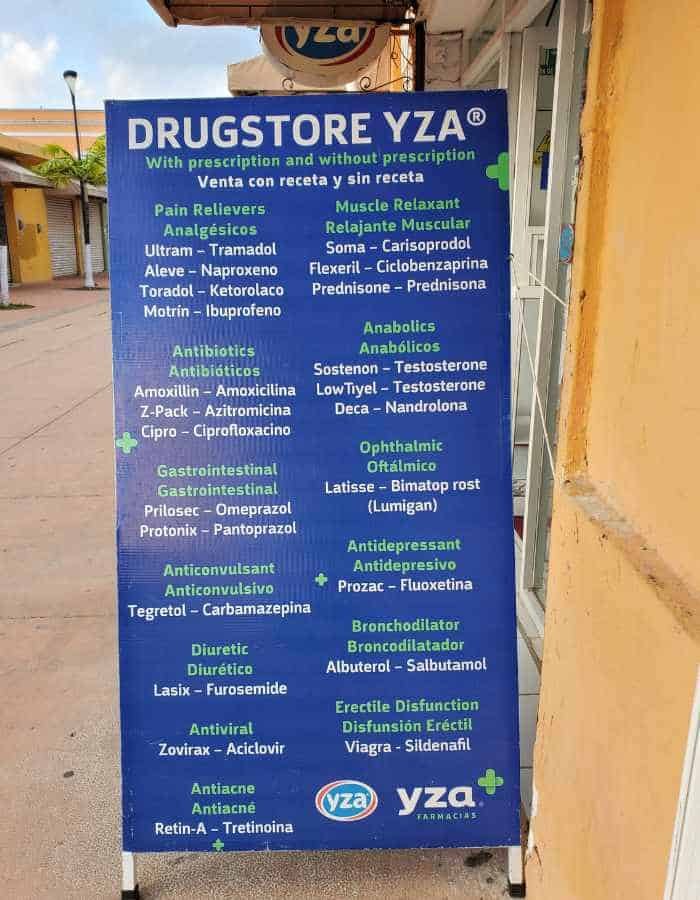 yza
DRUGSTORE YZA®
With prescription and without prescription
Venta con receta y sin receta
Pain Relievers
Analgésicos
Ultram – Tramadol
Aleve – Naproxeno
Toradol – Ketorolaco
Motrín – Ibuprofeno
Antibiotics
Antibióticos
Amoxillin – Amoxicilina
Z-Pack – Azitromicina
Cipro – Ciprofloxacino
Gastrointestinal
Gastrointestinal
Prilosec – Omeprazol
Protonix – Pantoprazol
Anticonvulsant
Anticonvulsivo
Tegretol – Carbamazepina
Diuretic
Diurético
Lasix – Furosemide
Antiviral
Zovirax – Aciclovir
Antiacne
Antiacné
Retin-A – Tretinoina
Muscle Relaxant
Relajante Muscular
Soma – Carisoprodol
Flexeril – Ciclobenzaprina
Prednisone – Prednisona
Anabolics
Anabólicos
Sostenon – Testosterone
LowTiyel – Testosterone
Deca – Nandrolona
Ophthalmic
Oftálmico
Latisse – Bimatop rost
(Lumigan)
Antidepressant
Antidepresivo
Prozac – Fluoxetina
Bronchodilator
Broncodilatador
Albuterol – Salbutamol
Erectile Disfunction
Disfunsión Eréctil
Viagra - Sildenafil
yza
yza
FARMACIAS